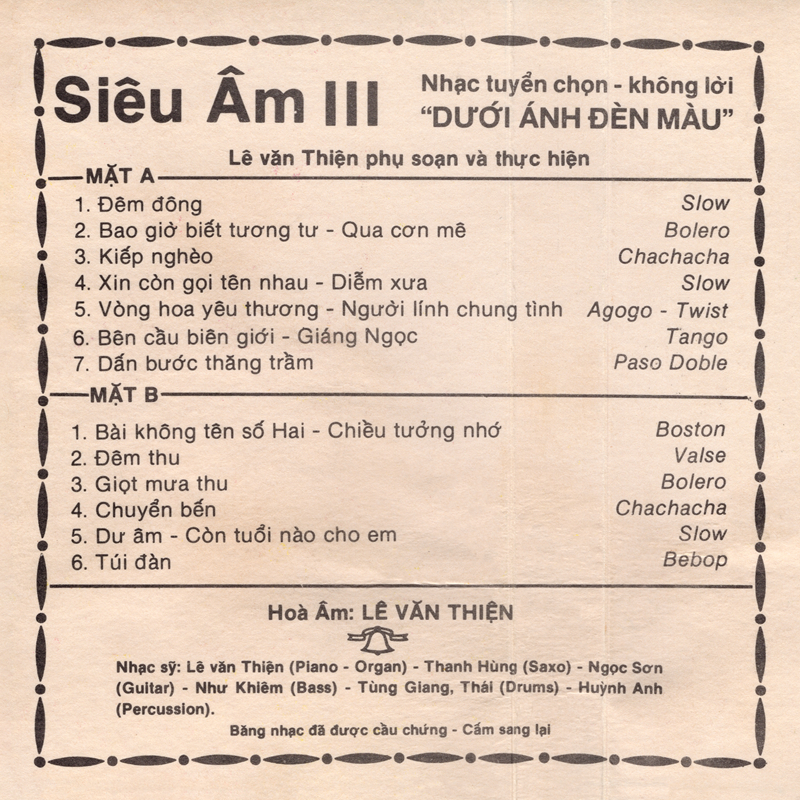 Siêu Âm III
Nhạc tuyển chọn - không lời
"DƯỚI ÁNH ĐÈN MÀU"
Lê văn Thiện phụ soạn và thực hiện
MẶT A
1. Đêm đông Slow
2. Bao giờ biết tương tư - Qua cơn mê Bolero
3. Kiếp nghèo Chachacha
4. Xin còn gọi tên nhau - Diễm xưa Slow
5. Vòng hoa yêu thương - Người lính chung tình Agogo - Twist
6. Bên cầu biên giới - Giáng Ngọc Tango
7. Dấn bước thăng trầm Paso Doble
MẶT B
1. Bài không tên số Hai - Chiều tưởng nhớ Boston
2. Đêm thu Valse
3. Giọt mưa thu Bolero
4. Chuyển bến Chachacha
5. Dư âm - Còn tuổi nào cho em Slow
6. Túi đàn Bebop
Hoà Âm: LÊ VĂN THIỆN
Nhạc sỹ: Lê văn Thiện (Piano - Organ) - Thanh Hùng (Saxo) - Ngọc Sơn
(Guitar) - Như Khiêm (Bass) - Tùng Giang, Thái (Drums) - Huỳnh Anh
(Percussion).
Băng nhạc đã được cầu chứng - Cấm sang lại